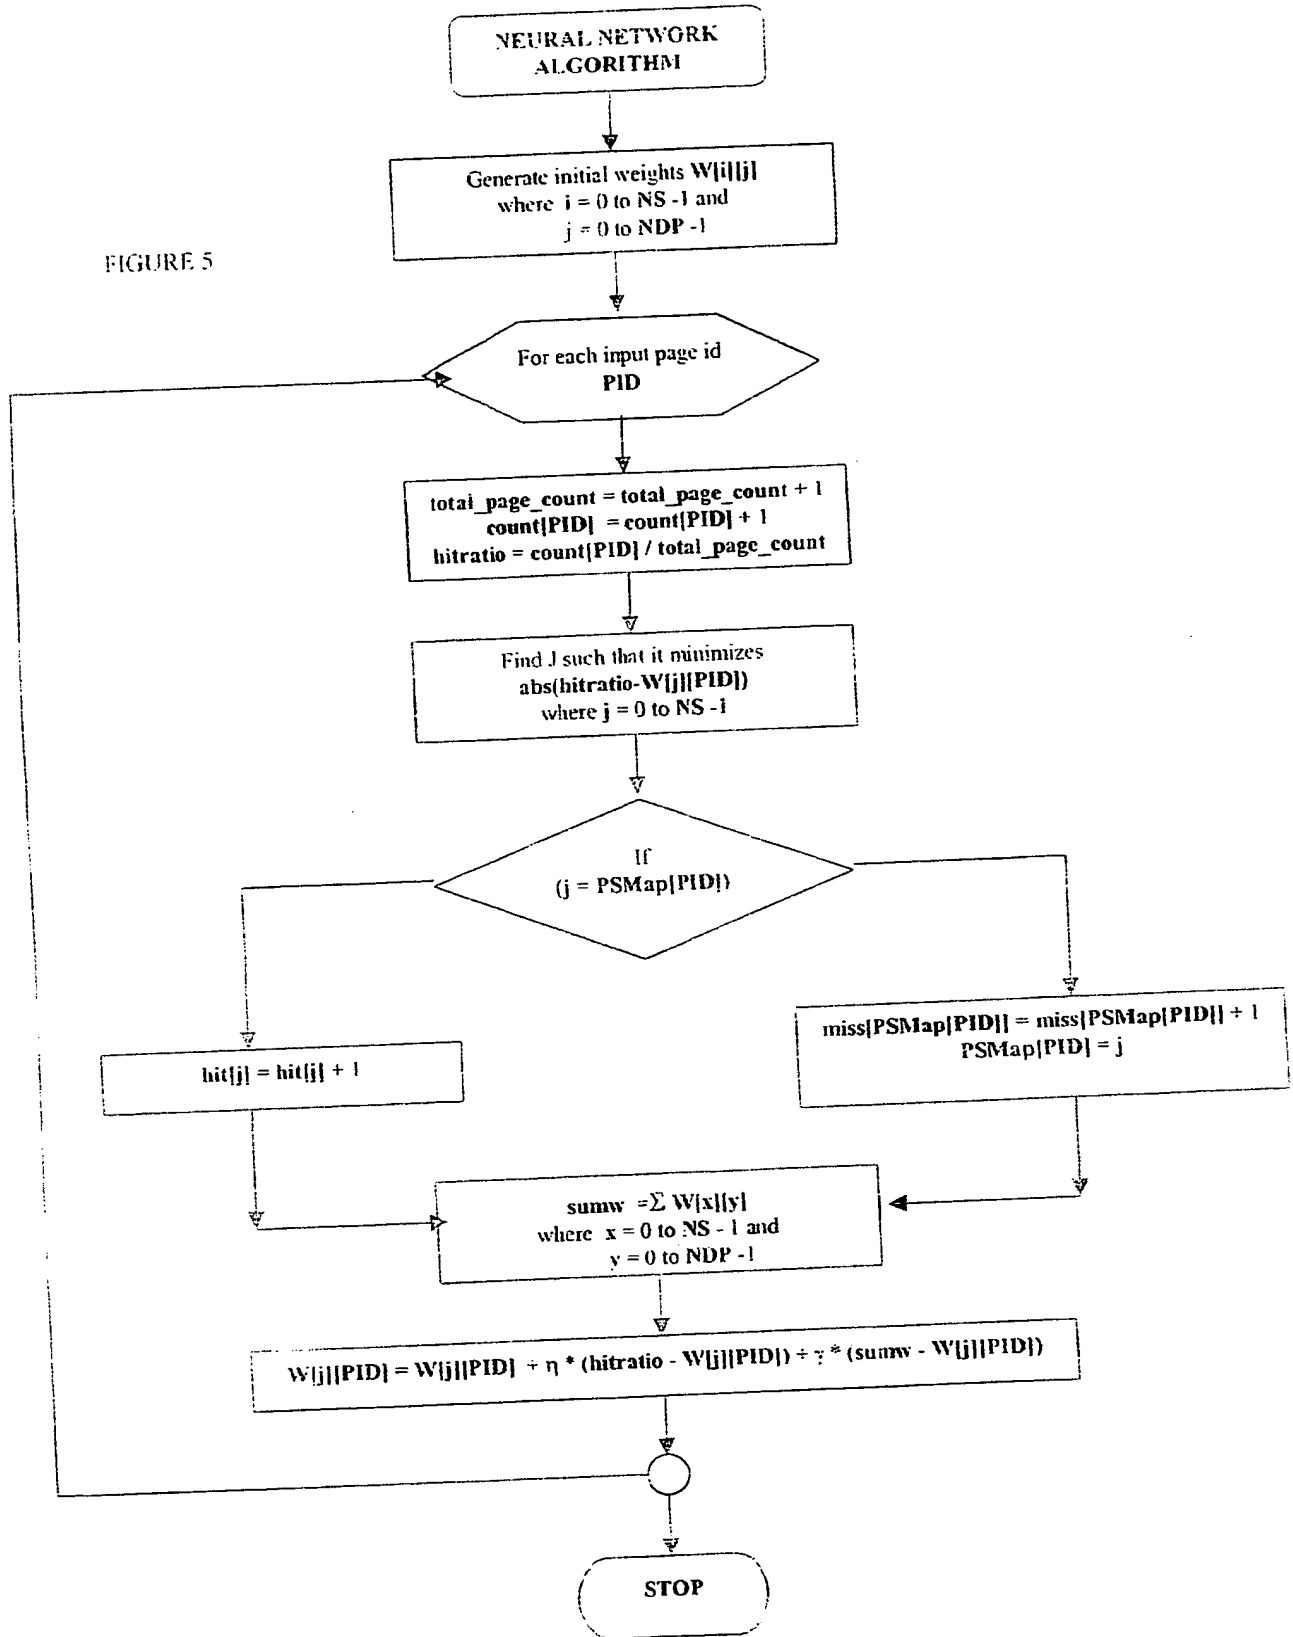 NEURAL NETWORK
ALGORITHM
Generate initial weights W[i][j]
where i = 0 to NS -1 and
j = 0 to NDP -1
FIGURE 5
For each input page id
PID
total_page_count = total_page_count + 1
count[PID] = count[PID] + 1
hitratio = count[PID] / total_page_count
Find J such that it minimizes
abs(hitratio-W[j][PID])
where j = 0 to NS -1
If
(j = PSMap[PID])
miss[PSMap[PID]] = miss[PSMap[PID]] + 1
PSMap[PID] = j
hit[j] = hit[j] + 1
sumw =Σ W[x][y]
where x = 0 to NS - 1 and
y = 0 to NDP -1
W[j][PID] = W[j][PID] + η * (hitratio - W[j][PID]) + γ * (sumw - W[j][PID])
STOP